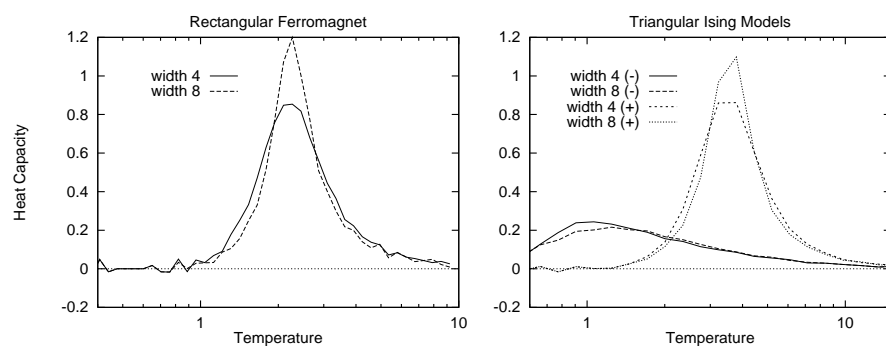 Rectangular Ferromagnet
1.2
1
0.8
0.6
0.4
0.2
0
-0.2
Heat Capacity
width 4
width 8
1
10
Temperature
Triangular Ising Models
1.2
1
0.8
0.6
0.4
0.2
0
-0.2
width 4 (-)
width 8 (-)
width 4 (+)
width 8 (+)
1
10
Temperature